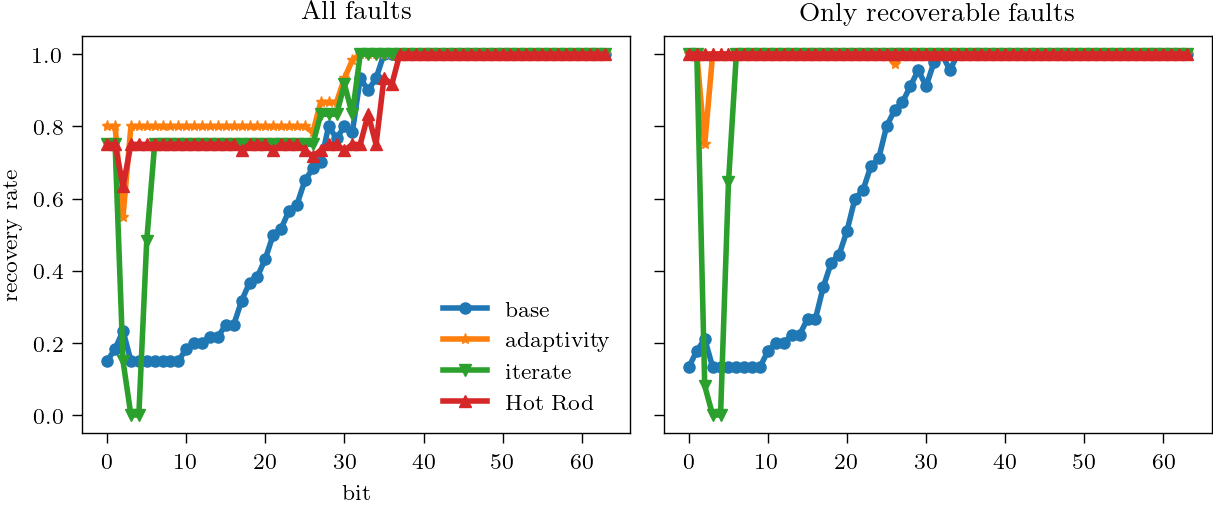 All faults
Only recoverable faults
recovery rate
1.0
0.8
0.6
0.4
0.2
0.0
base
adaptivity
iterate
Hot Rod
0 10 20 30 40 50 60
0 10 20 30 40 50 60
bit